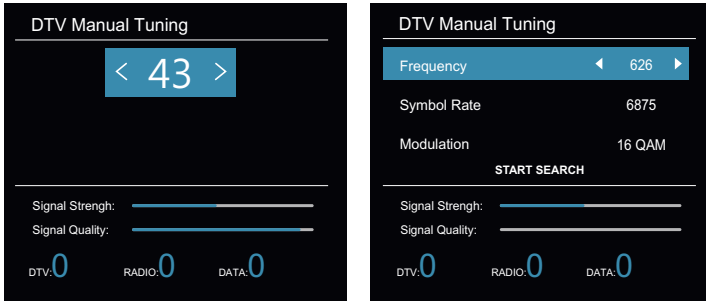 DTV Manual Tuning
< 43 >
Signal Strengh:
Signal Quality:
DTV:0 RADIO:0 DATA:0
DTV Manual Tuning
Frequency 626
Symbol Rate 6875
Modulation 16 QAM
START SEARCH
Signal Strengh:
Signal Quality:
DTV:0 RADIO:0 DATA:0